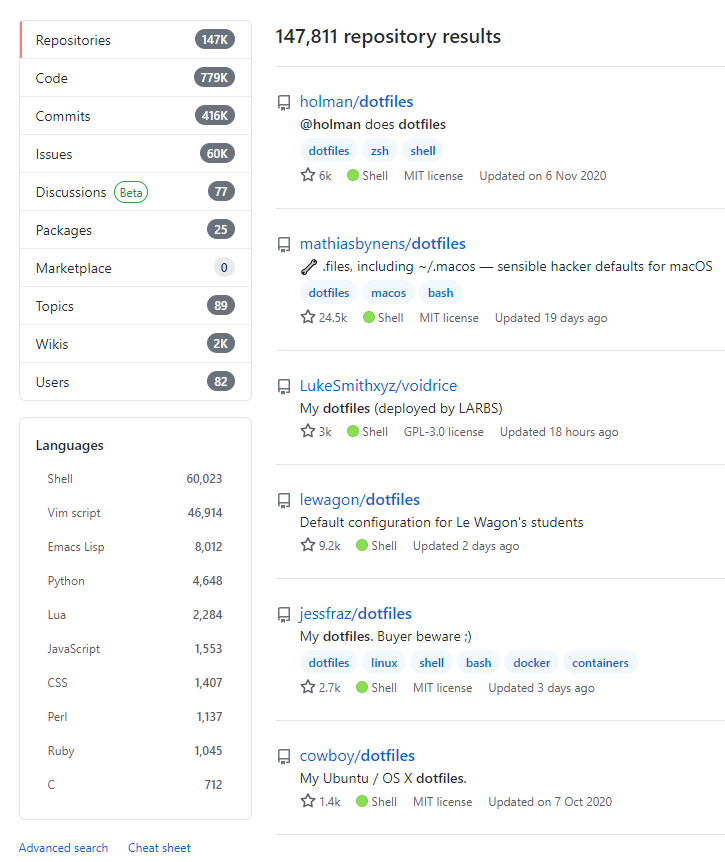 Repositories 147K
Code 779K
Commits 416K
Issues 60K
Discussions Beta 77
Packages 25
Marketplace 0
Topics 89
Wikis 2K
Users 82
Languages
Shell 60,023
Vim script 46,914
Emacs Lisp 8,012
Python 4,648
Lua 2,284
JavaScript 1,553
CSS 1,407
Perl 1,137
Ruby 1,045
C 712
Advanced search Cheat sheet
147,811 repository results
holman/dotfiles
@holman does dotfiles
dotfiles zsh shell
6k Shell MIT license Updated on 6 Nov 2020
mathiasbynens/dotfiles
.files, including ~/.macos — sensible hacker defaults for macOS
dotfiles macos bash
24.5k Shell MIT license Updated 19 days ago
LukeSmithxyz/voidrice
My dotfiles (deployed by LARBS)
3k Shell GPL-3.0 license Updated 18 hours ago
lewagon/dotfiles
Default configuration for Le Wagon's students
9.2k Shell Updated 2 days ago
jessfraz/dotfiles
My dotfiles. Buyer beware ;)
dotfiles linux shell bash docker containers
2.7k Shell MIT license Updated 3 days ago
cowboy/dotfiles
My Ubuntu / OS X dotfiles.
1.4k Shell MIT license Updated on 7 Oct 2020